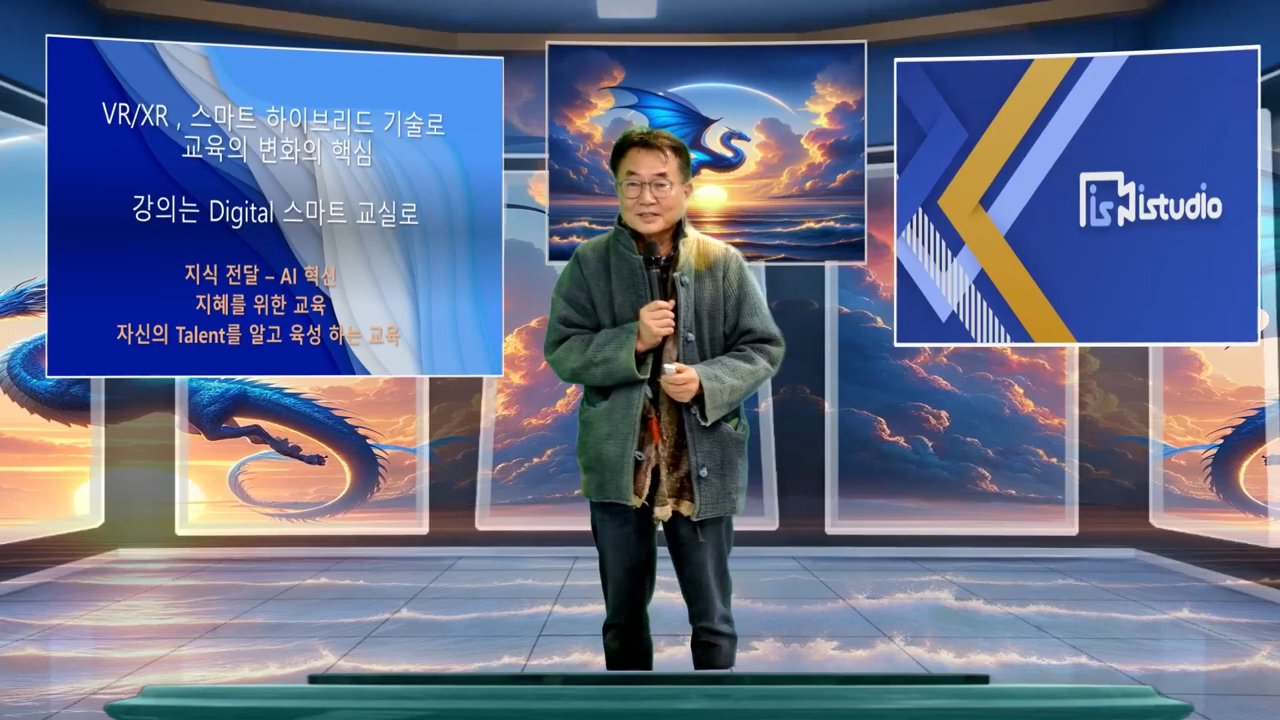 VR/XR , 스마트 하이브리드 기술로
교육의 변화의 핵심
강의는 Digital 스마트 교실로
지식 전달 – AI 혁신
지혜를 위한 교육
자신의 Talent를 알고 육성 하는 교육
is istudio